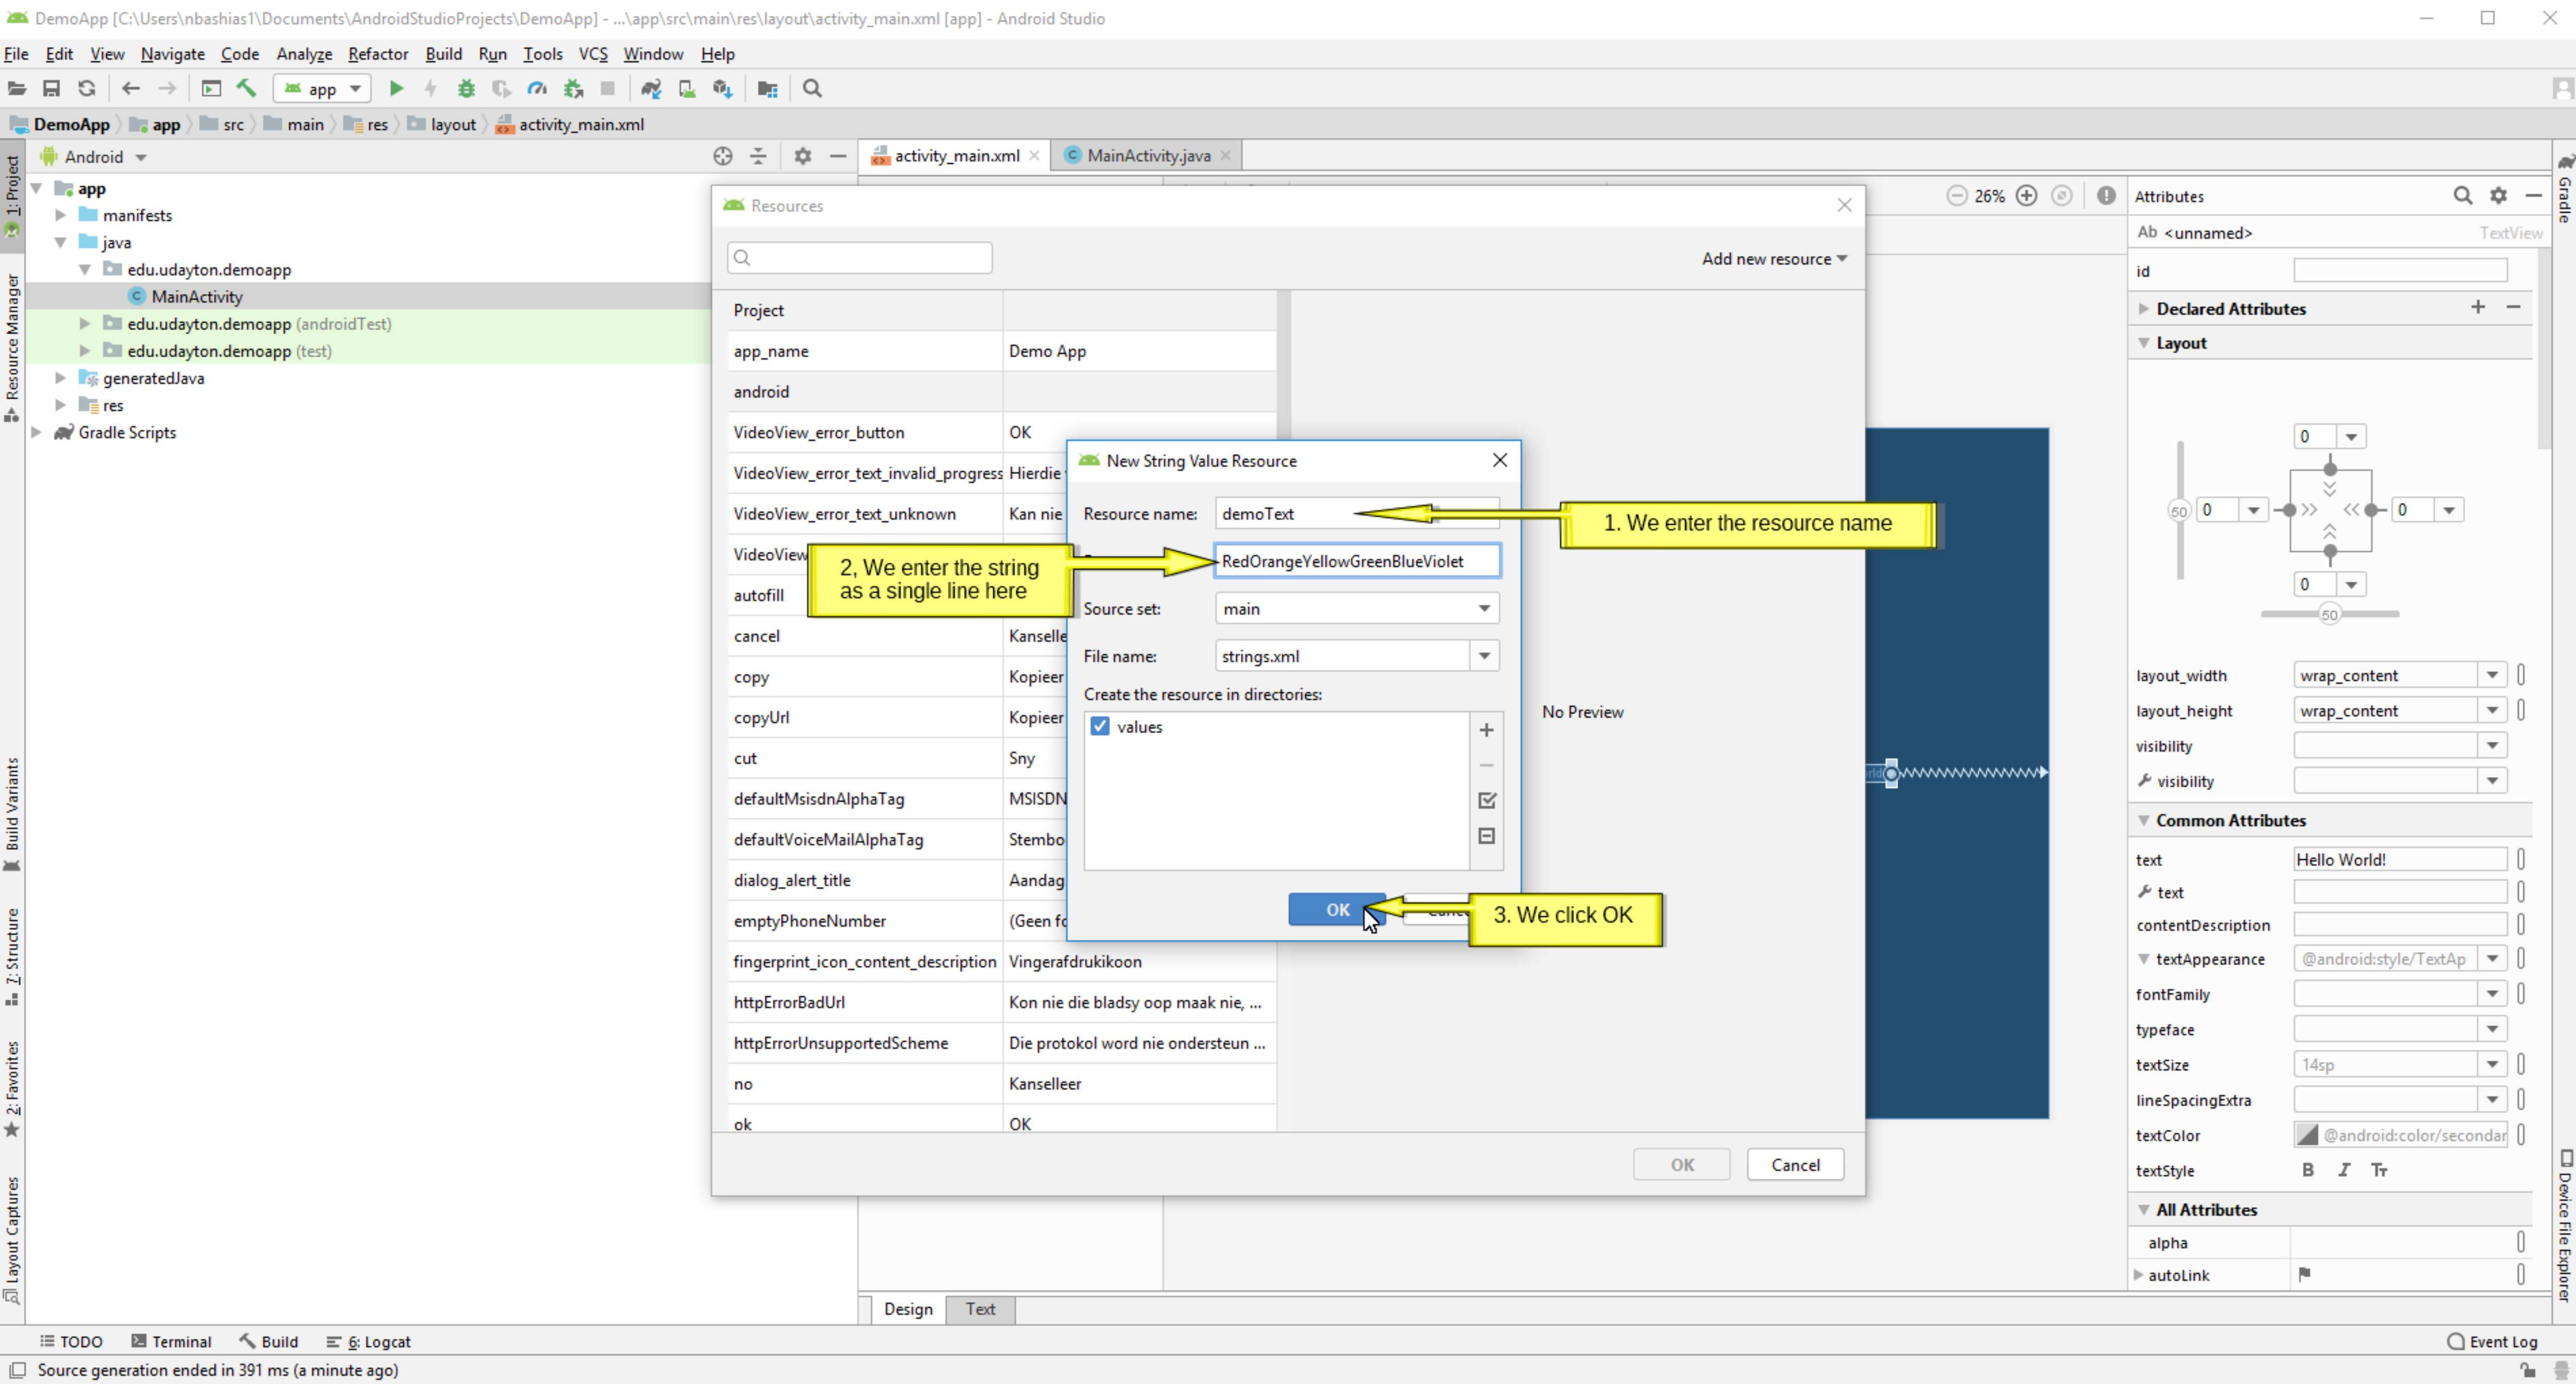 DemoApp [C:\Users\nbashias1\Documents\AndroidStudioProjects\DemoApp] - ...\app\src\main\res\layout\activity_main.xml [app] - Android Studio
File Edit View Navigate Code Analyze Refactor Build Run Tools VCS Window Help
app
DemoApp app src main res layout activity_main.xml
1: Project
Resource Manager
Build Variants
7: Structure
2: Favorites
Layout Captures
Android
app
manifests
java
edu.udayton.demoapp
MainActivity
edu.udayton.demoapp (androidTest)
edu.udayton.demoapp (test)
generatedJava
res
Gradle Scripts
activity_main.xml MainActivity.java
Resources
Add new resource
Project
app_name Demo App
android
VideoView_error_button OK
VideoView_error_text_invalid_progress Hierdie
VideoView_error_text_unknown Kan nie
VideoView
autofill
cancel Kanselle
copy Kopieer
copyUrl Kopieer
cut Sny
defaultMsisdnAlphaTag MSISDN
defaultVoiceMailAlphaTag Stembo
dialog_alert_title Aandag
emptyPhoneNumber (Geen fo
fingerprint_icon_content_description Vingerafdrukikoon
httpErrorBadUrl Kon nie die bladsy oop maak nie, ...
httpErrorUnsupportedScheme Die protokol word nie ondersteun ...
no Kanselleer
ok OK
No Preview
OK Cancel
New String Value Resource
Resource name: demoText
RedOrangeYellowGreenBlueViolet
Source set: main
File name: strings.xml
Create the resource in directories:
values
OK
1. We enter the resource name
2, We enter the string
as a single line here
3. We click OK
26%
Attributes
Ab <unnamed> TextView
id
Declared Attributes
Layout
0
50 0 0
0
50
layout_width wrap_content
layout_height wrap_content
visibility
visibility
Common Attributes
text Hello World!
text
contentDescription
textAppearance @android:style/TextAp
fontFamily
typeface
textSize 14sp
lineSpacingExtra
textColor @android:color/secondar
textStyle B I Tr
All Attributes
alpha
autoLink
Gradle
Device File Explorer
Design Text
TODO Terminal Build 6: Logcat Event Log
Source generation ended in 391 ms (a minute ago)